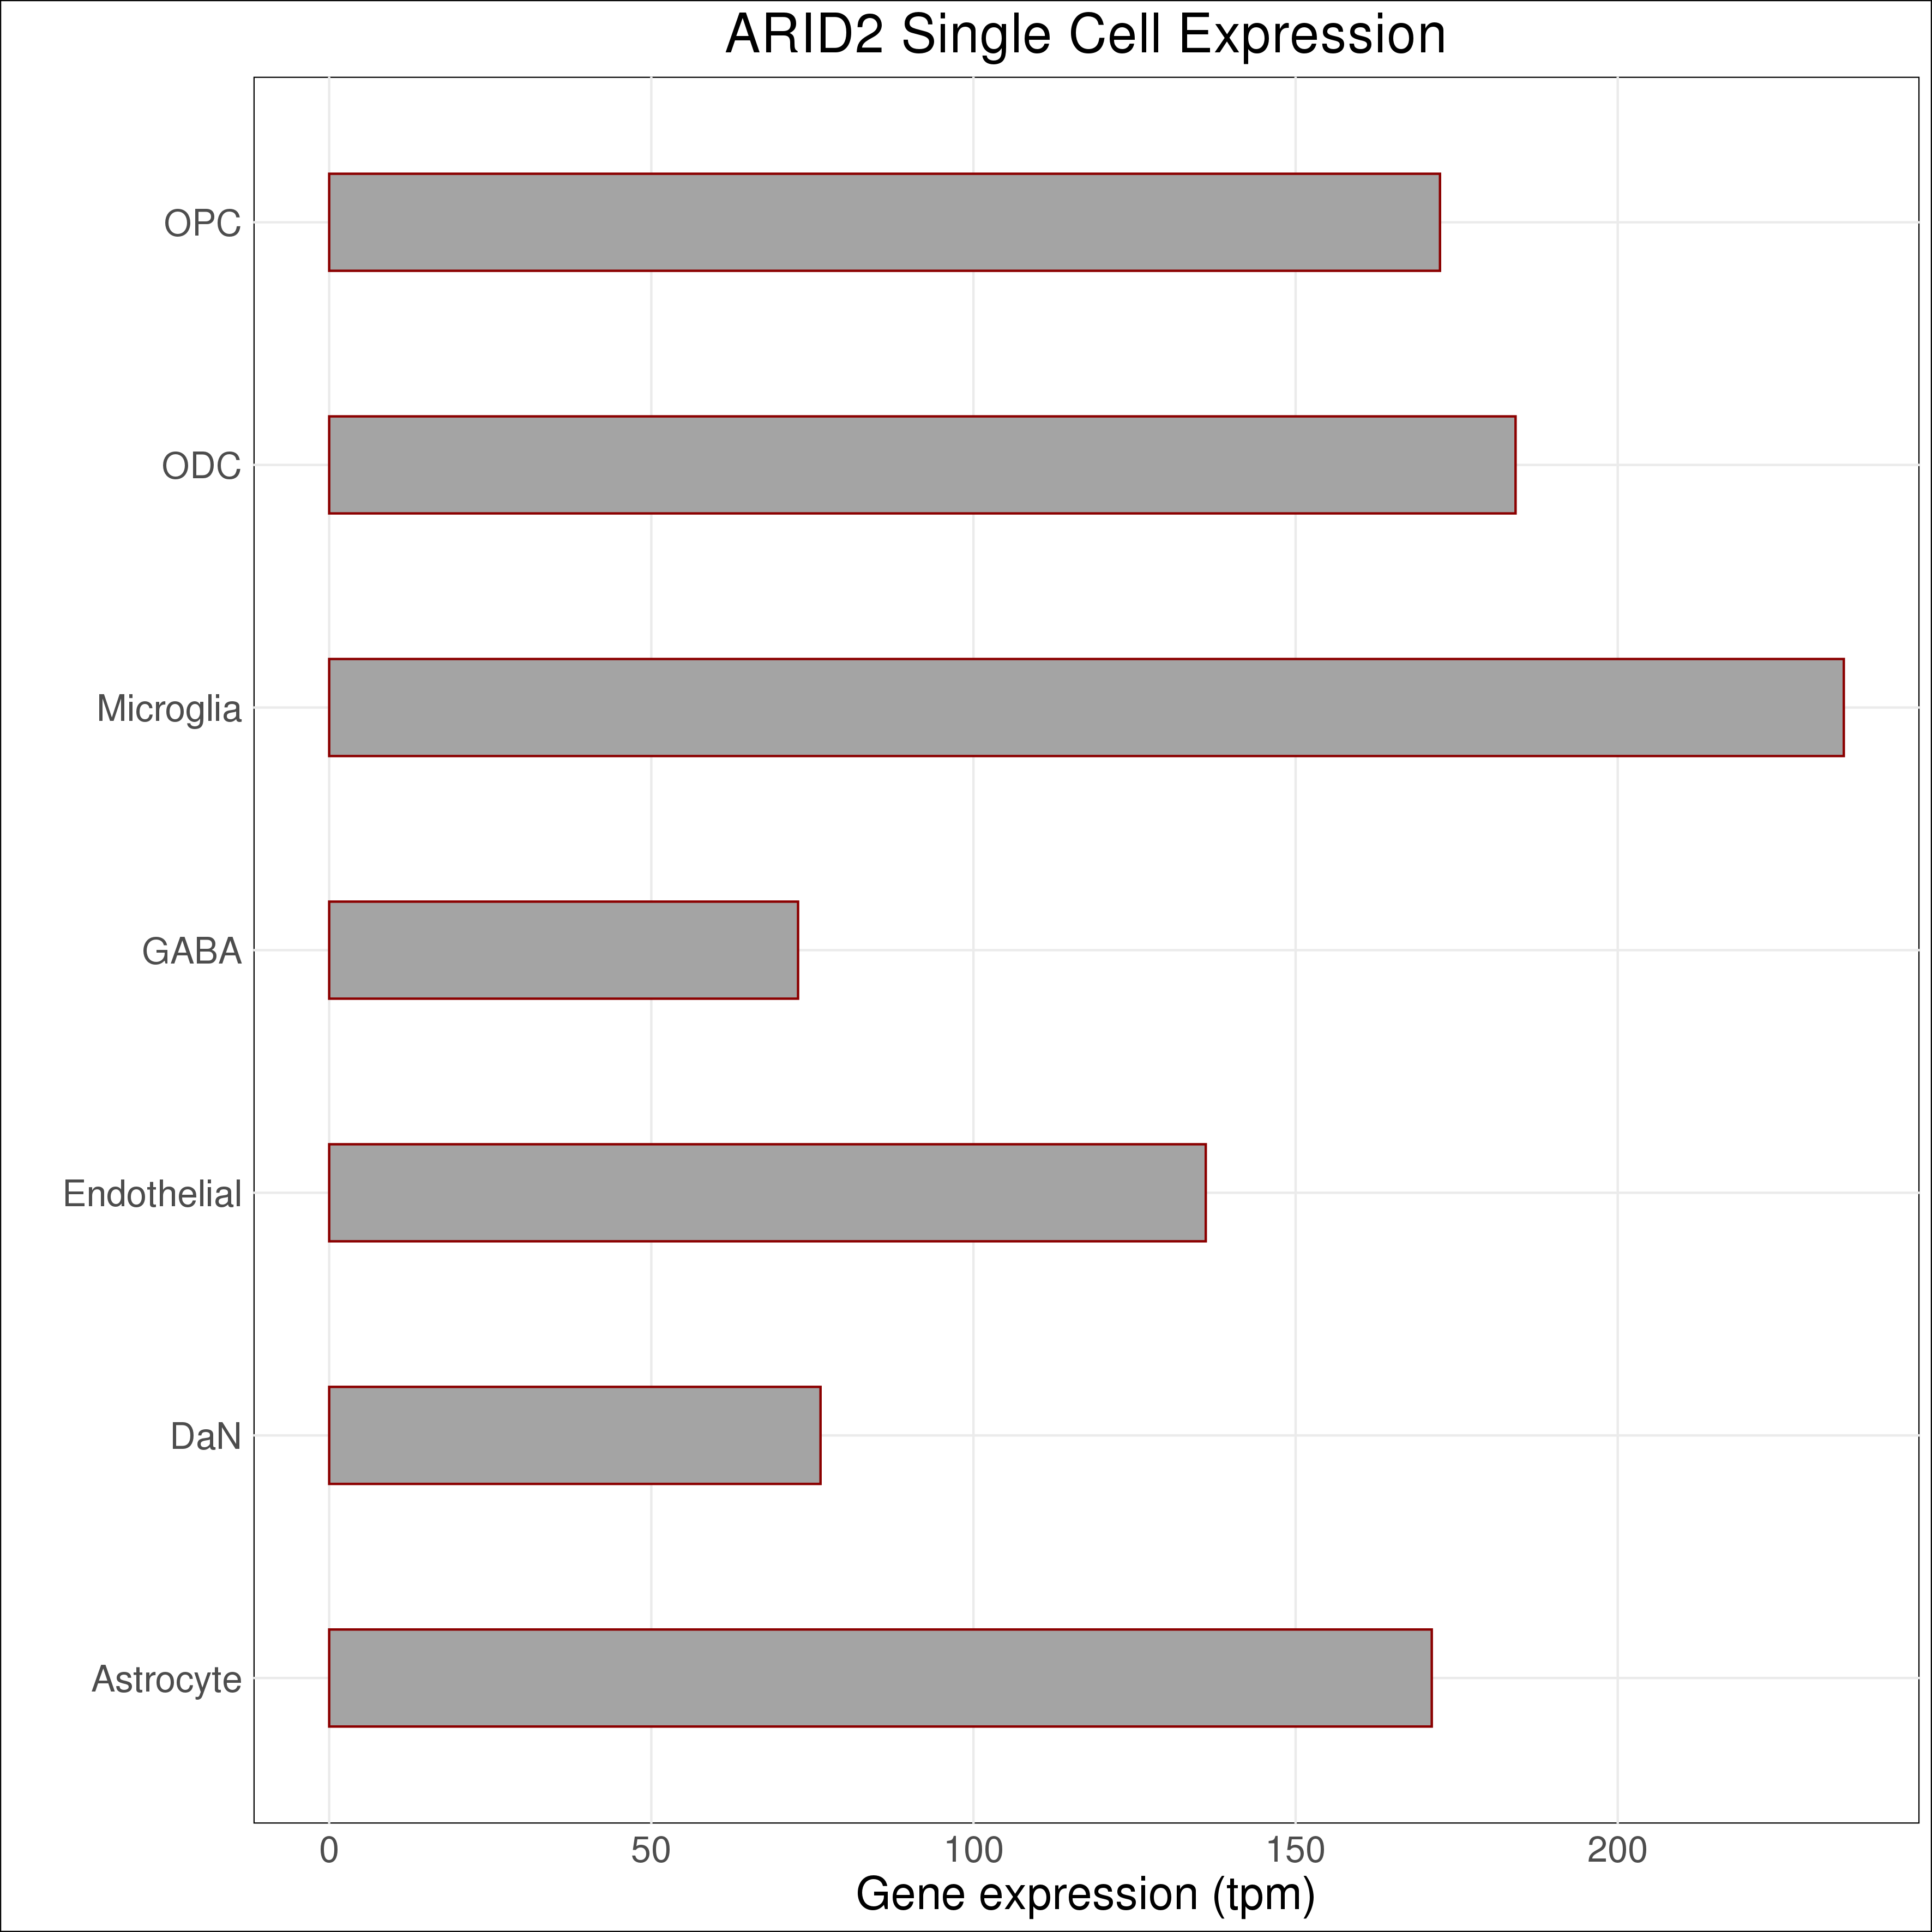 ARID2 Single Cell Expression
OPC
ODC
Microglia
GABA
Endothelial
DaN
Astrocyte
0 50 100 150 200
Gene expression (tpm)